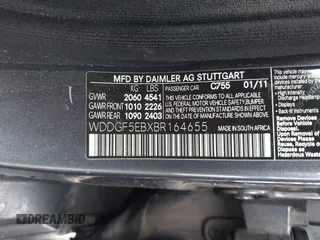 MFD BY DAIMLER AG STUTTGART
KG LBS PASSENGER CAR C755 01/11
GVWR 2060 4541
GAWR FRONT 1010 2226
GAWR REAR 1090 2403
THIS VEHICLE CONFORMS TO ALL APPLICABLE
U.S. FEDERAL MOTOR VEHICLE SAFETY,
BUMPER, AND THEFT PREVENTION
STANDARDS IN EFFECT ON THE DATE OF
MANUFACTURE SHOWN ABOVE.
WDDGF5EBXBR164655
MADE IN
DREAMBID